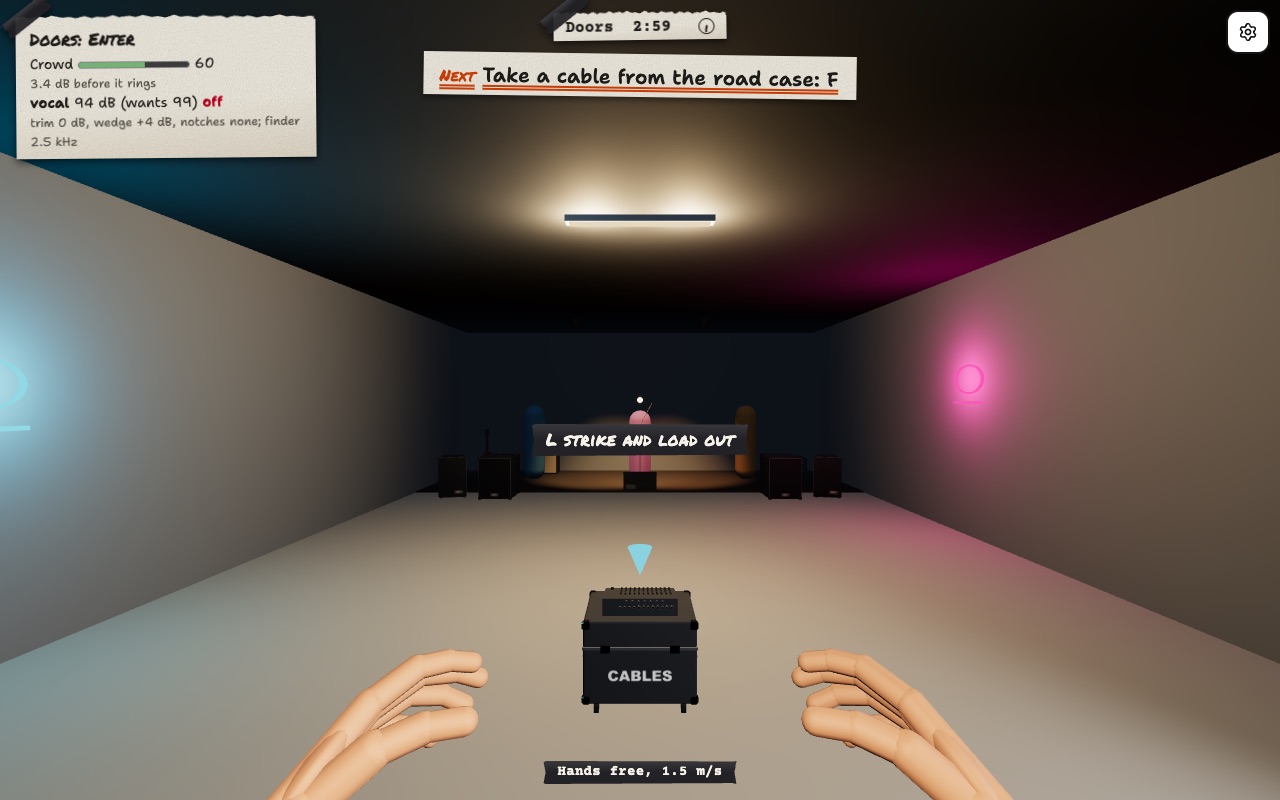 Doors: Enter
Crowd 60
3.4 dB before it rings
vocal 94 dB (wants 99) off
trim 0 dB, wedge +4 dB, notches none; finder
2.5 kHz
Doors 2:59
Next Take a cable from the road case: F
L strike and load out
CABLES
Hands free, 1.5 m/s